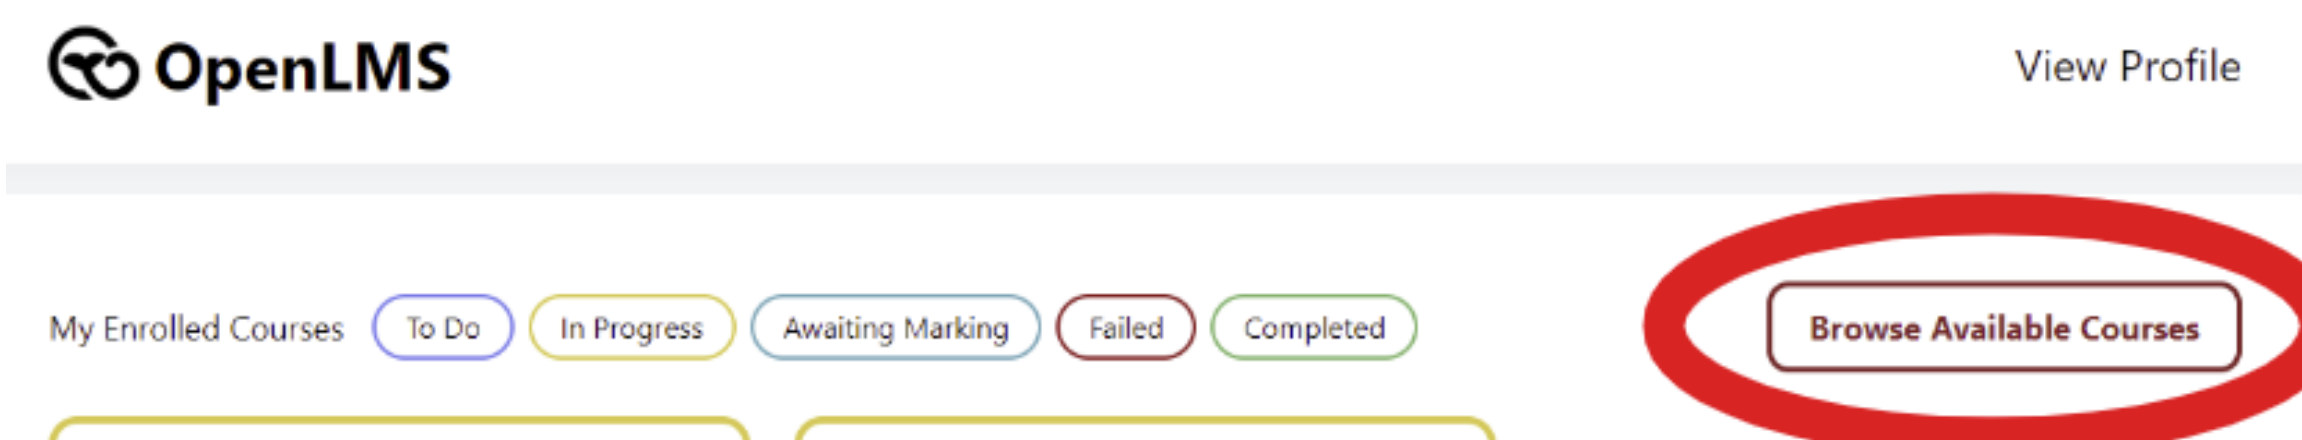 OpenLMS
View Profile
My Enrolled Courses To Do In Progress Awaiting Marking Failed Completed Browse Available Courses